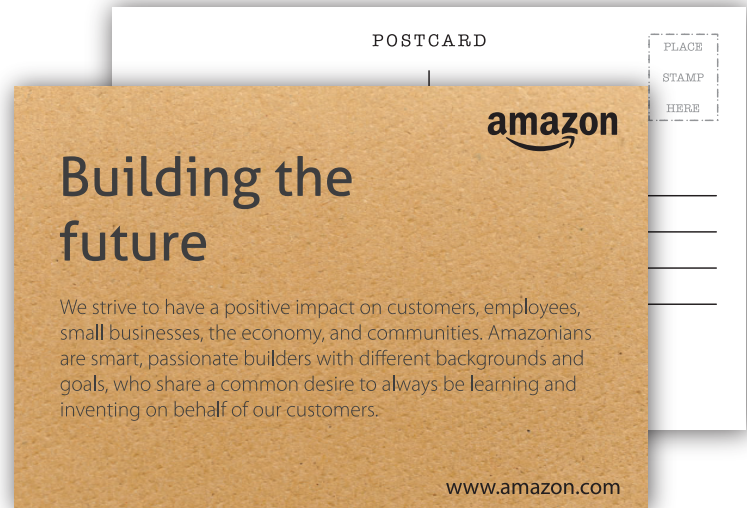 POSTCARD
PLACE
STAMP
HERE
amazon
Building the
future
We strive to have a positive impact on customers, employees,
small businesses, the economy, and communities. Amazonians
are smart, passionate builders with different backgrounds and
goals, who share a common desire to always be learning and
inventing on behalf of our customers.
www.amazon.com